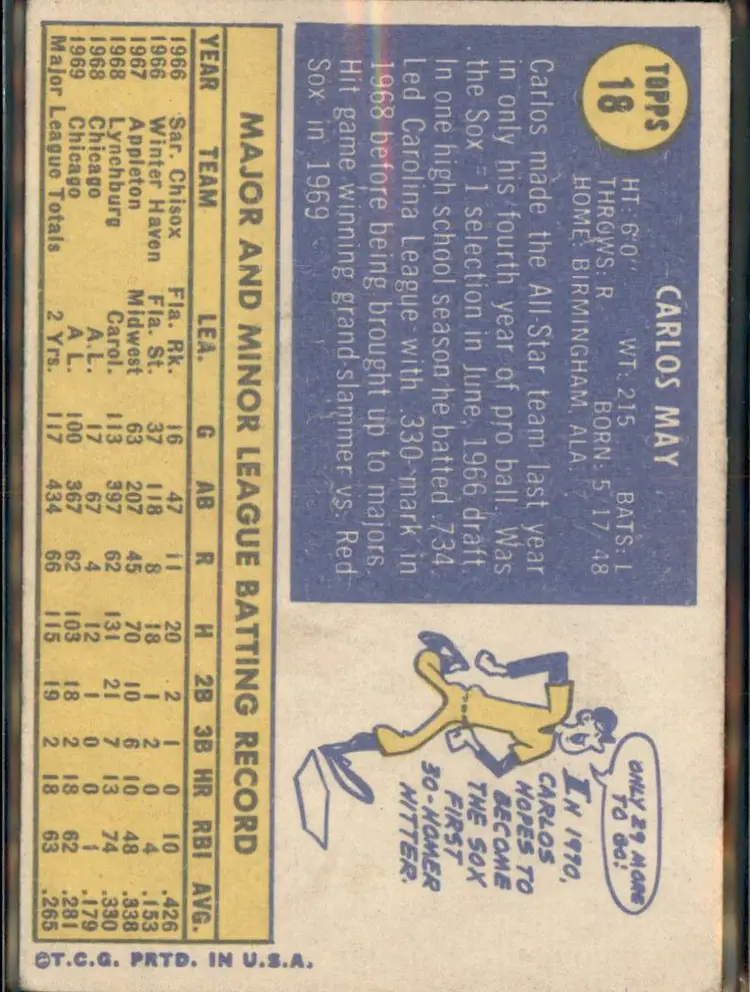 TOPPS
18
CARLOS MAY
HT: 6'0" WT: 215 BATS: L
THROWS: R BORN: 5/17/48
HOME: BIRMINGHAM, ALA.
Carlos made the All-Star team last year
in only his fourth year of pro ball. Was
the Sox #1 selection in June, 1966 draft.
In one high school season he batted .734.
Led Carolina League with .330 mark in
1968 before being brought up to majors.
Hit game winning grand-slammer vs. Red
Sox in 1969.
ONLY 29 MORE
TO GO!
IN 1970,
CARLOS
HOPES TO
BECOME
THE SOX
FIRST
30-HOMER
HITTER.
MAJOR AND MINOR LEAGUE BATTING RECORD
YEAR TEAM LEA. G AB R H 2B 3B HR RBI AVG.
1966 Sar. Chisox Fla. Rk. 16 47 11 20 2 1 0 10 .426
1966 Winter Haven Fla. St. 37 118 8 18 1 2 0 4 .153
1967 Appleton Midwest 63 207 45 70 10 6 10 48 .338
1968 Lynchburg Carol. 113 397 62 131 21 7 13 74 .330
1968 Chicago A.L. 17 67 4 12 1 0 0 1 .179
1969 Chicago A.L. 100 367 62 103 18 2 18 62 .281
Major League Totals 2 Yrs. 117 434 66 115 19 2 18 63 .265
©T.C.G. PRTD. IN U.S.A.